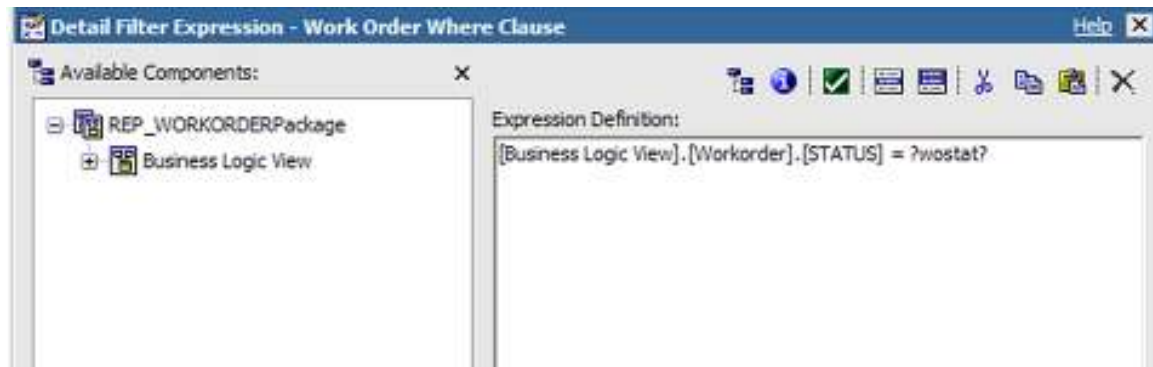 Detail Filter Expression - Work Order Where Clause
Help
Available Components:
REP_WORKORDERPackage
Business Logic View
Expression Definition:
[Business Logic View].[Workorder].[STATUS] = ?wostat?